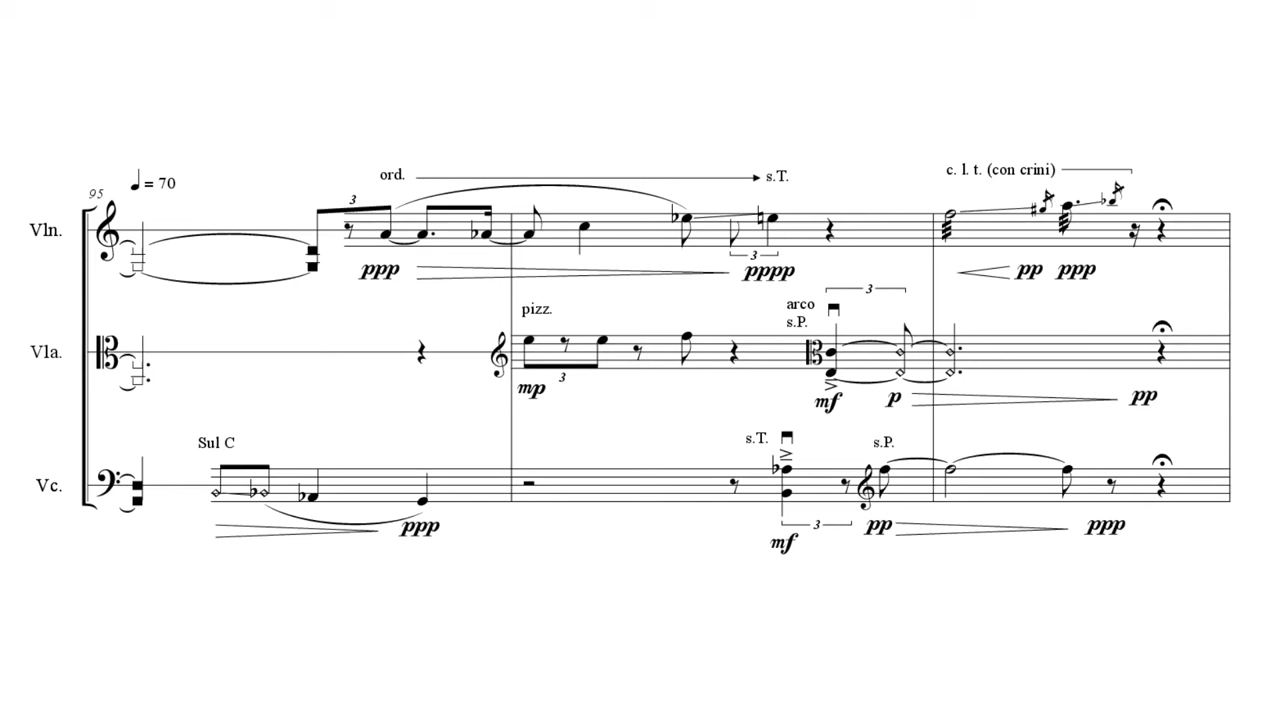 95
= 70
ord.
s.T.
c. l. t. (con crini)
Vln.
3
3
ppp
pppp
pp
ppp
pizz.
arco
s.P.
3
Vla.
3
mp
mf
p
pp
Sul C
s.T.
s.P.
Vc.
ppp
3
mf
pp
ppp